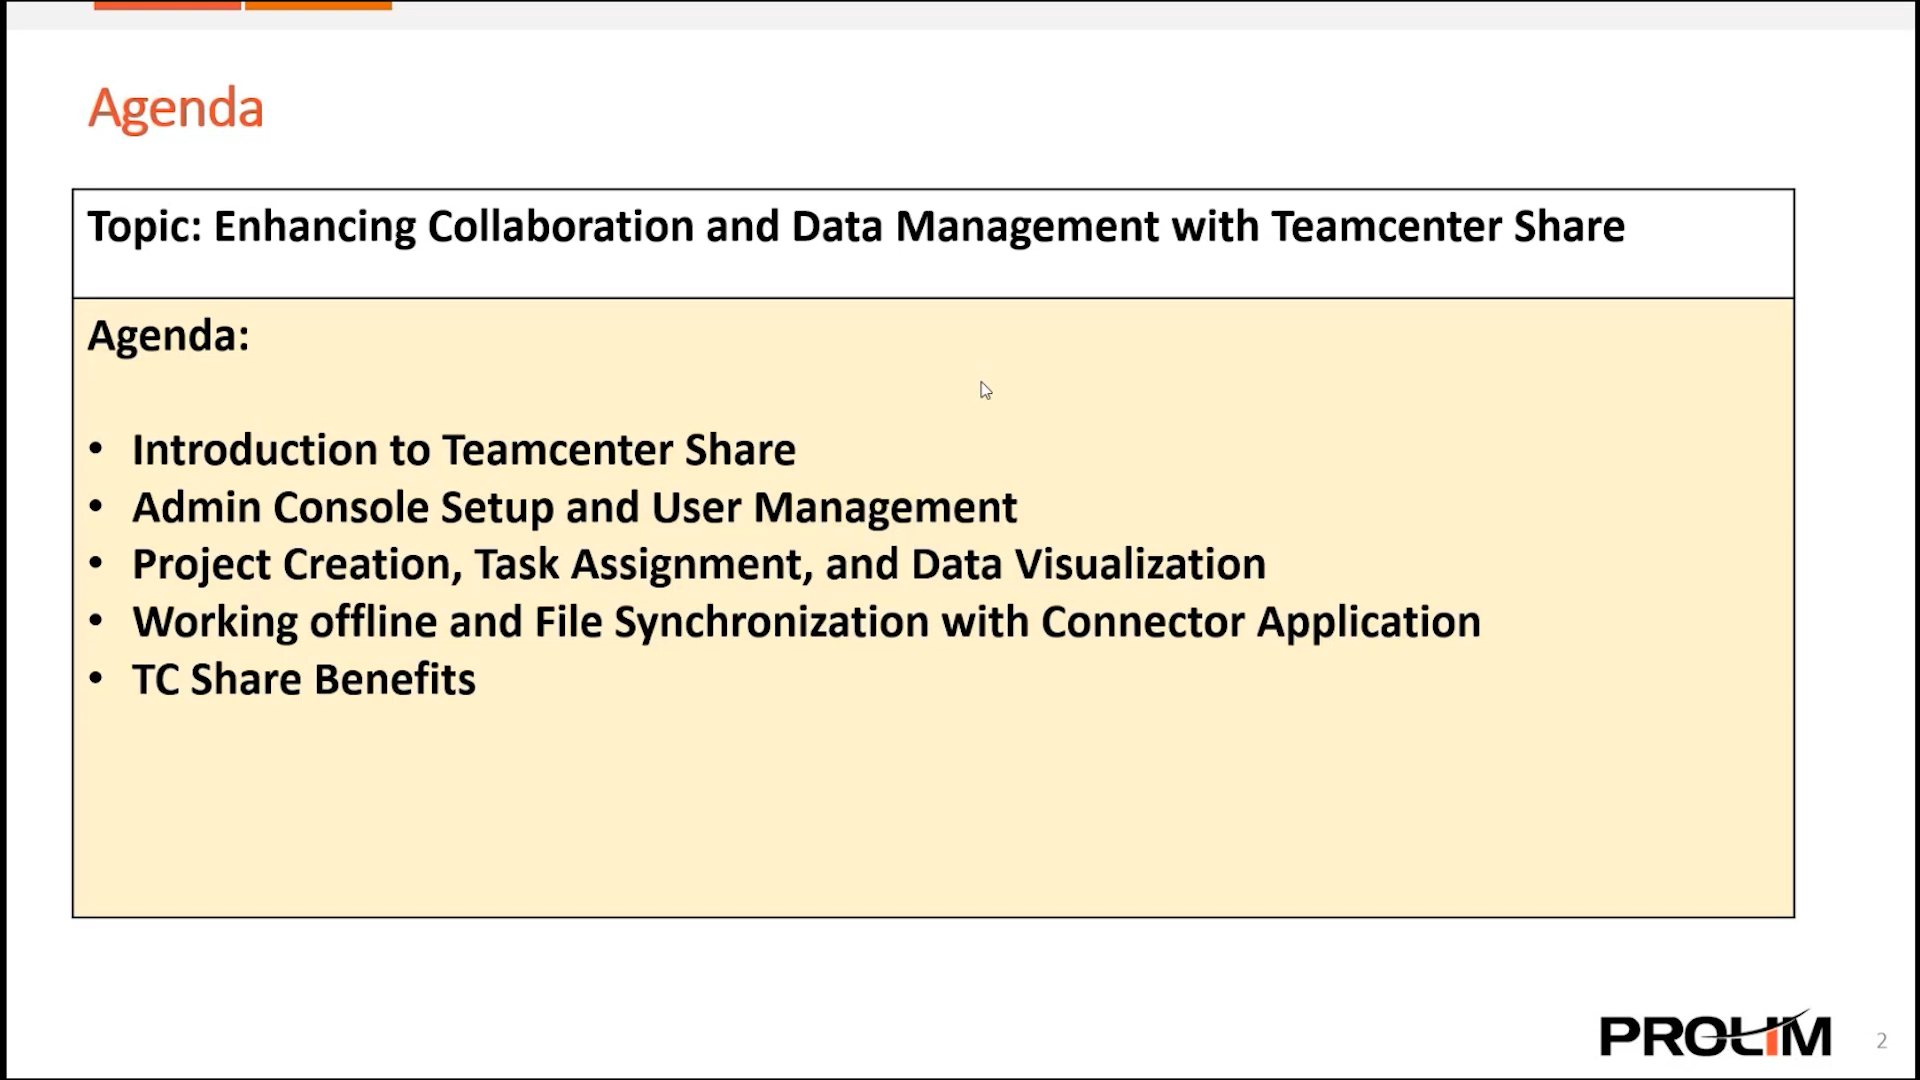 Agenda
Topic: Enhancing Collaboration and Data Management with Teamcenter Share
Agenda:
• Introduction to Teamcenter Share
• Admin Console Setup and User Management
• Project Creation, Task Assignment, and Data Visualization
• Working offline and File Synchronization with Connector Application
• TC Share Benefits
PROLIM
2